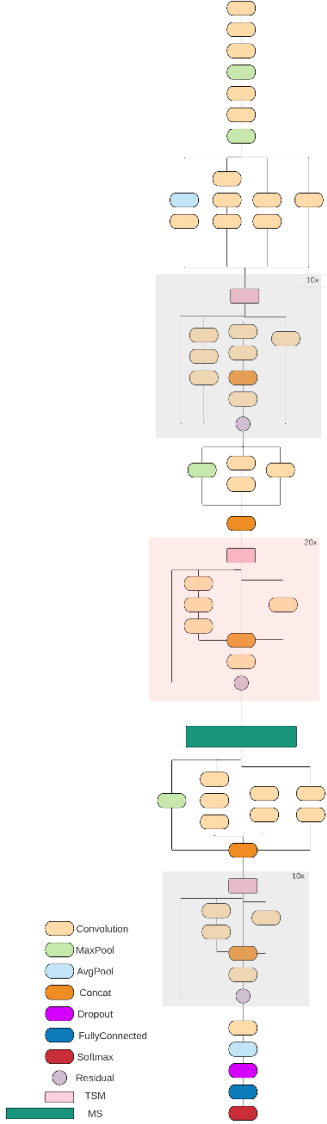 10x
20x
10x
Convolution
MaxPool
AvgPool
Concat
Dropout
FullyConnected
Softmax
Residual
TSM
MS